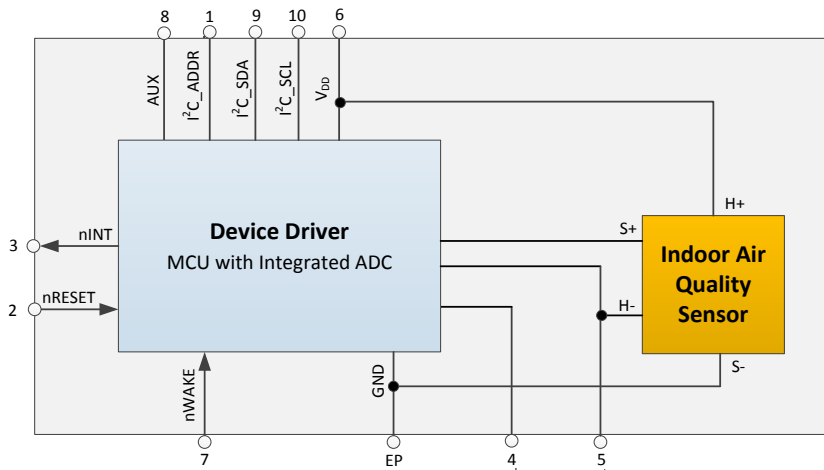 8
1
9
10
6
AUX
I²C_ADDR
I²C_SDA
I²C_SCL
VDD
H+
Device Driver
MCU with Integrated ADC
S+
Indoor Air
Quality
Sensor
3
nINT
2
nRESET
H-
S-
nWAKE
GND
7
EP
4
5